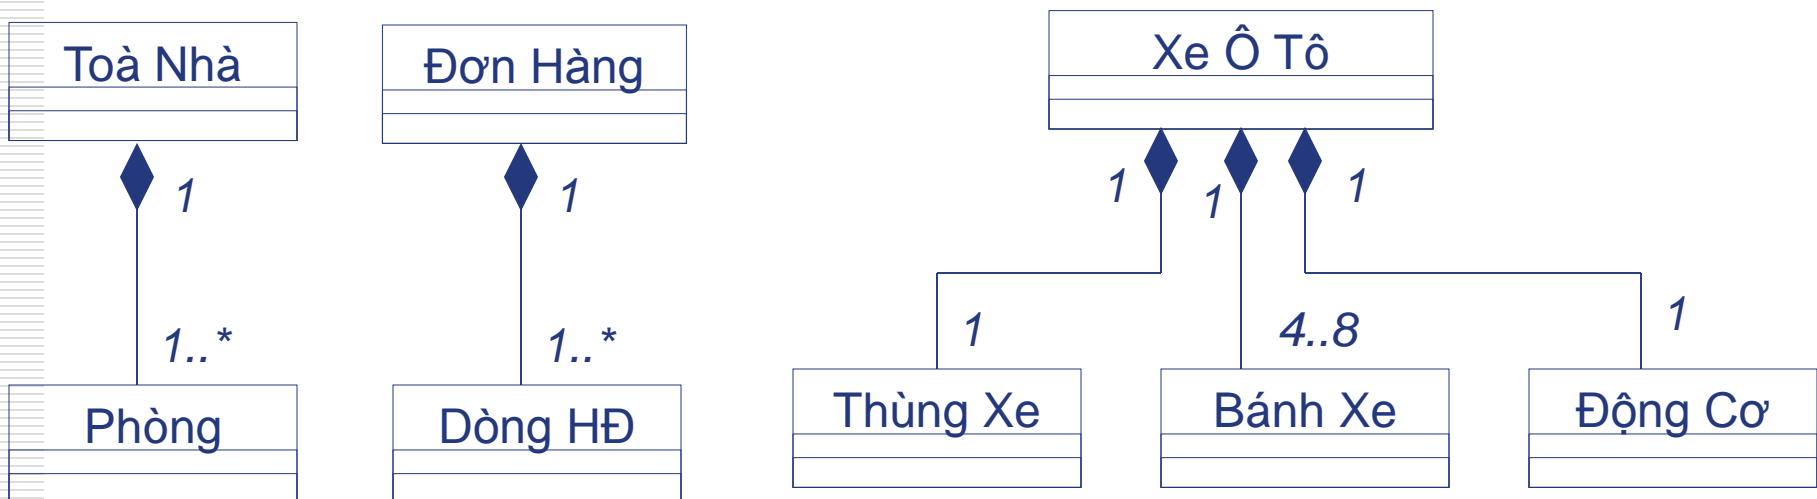 Toà Nhà
1
1..*
Phòng
Đơn Hàng
1
1..*
Dòng HĐ
Xe Ô Tô
1
1
1
1
4..8
1
Thùng Xe
Bánh Xe
Động Cơ